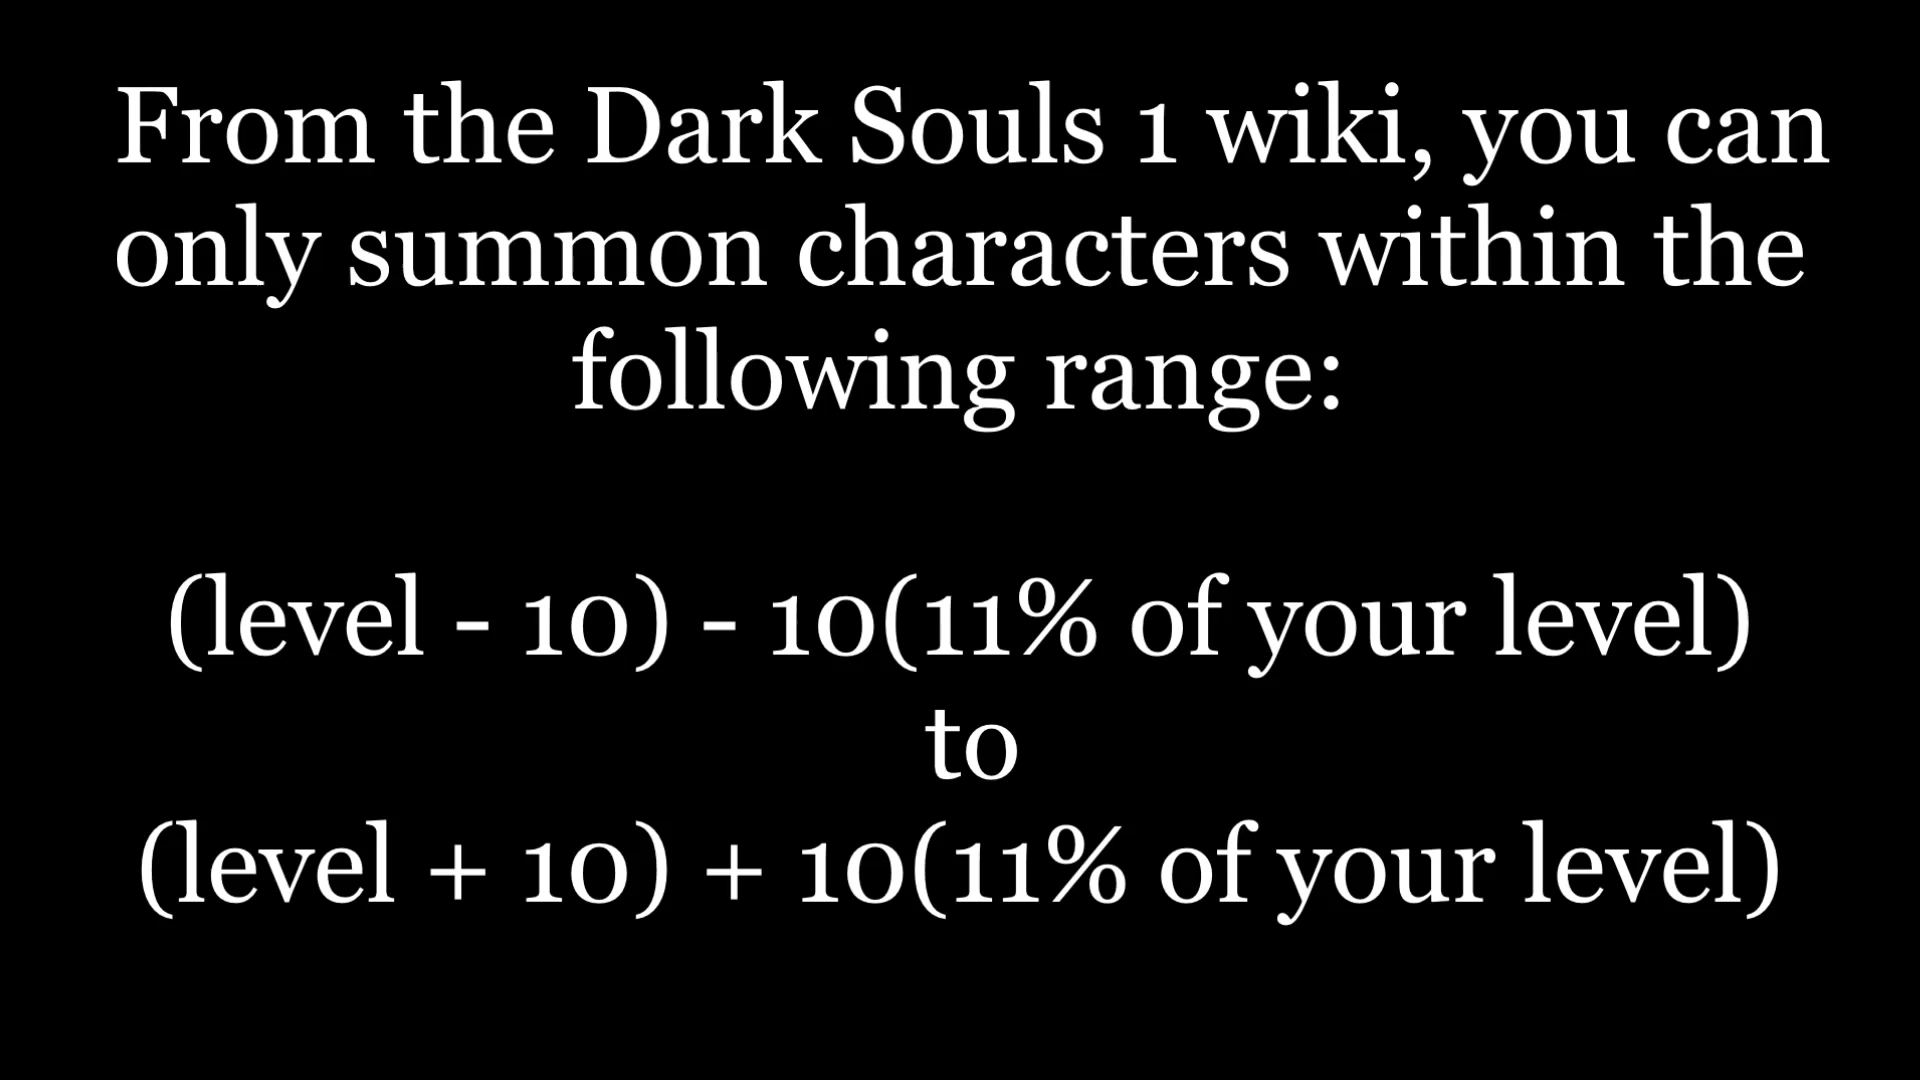 From the Dark Souls 1 wiki, you can
only summon characters within the
following range:
(level - 10) - 10(11% of your level)
to
(level + 10) + 10(11% of your level)